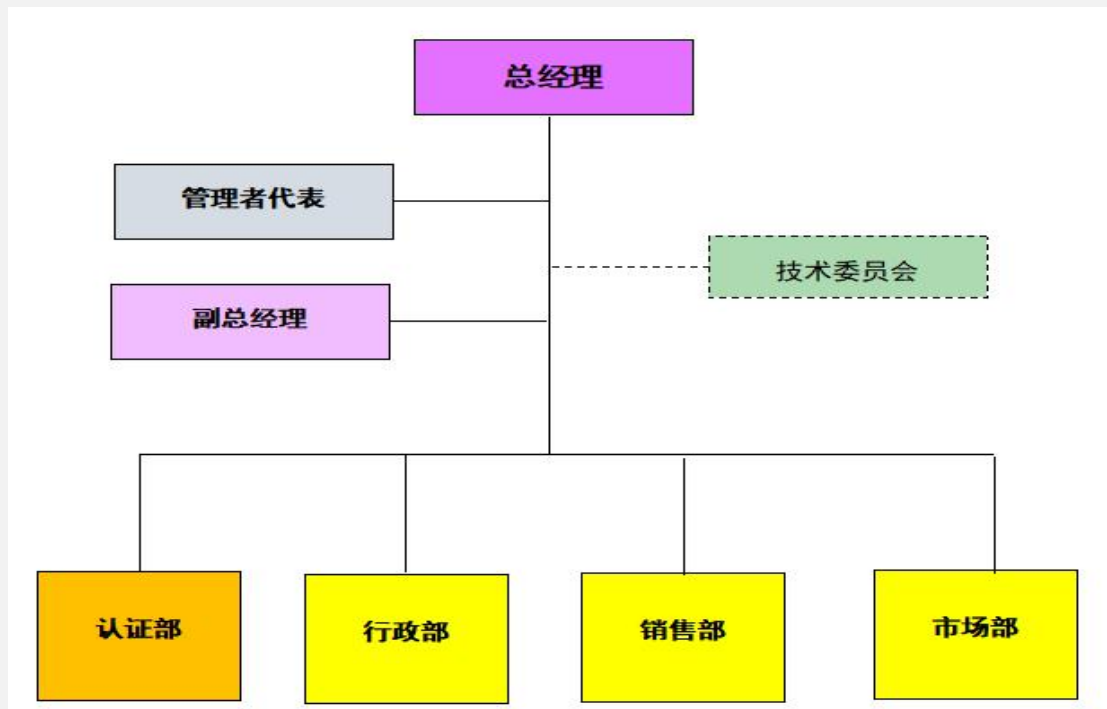 总经理
管理者代表
技术委员会
副总经理
认证部
行政部
销售部
市场部